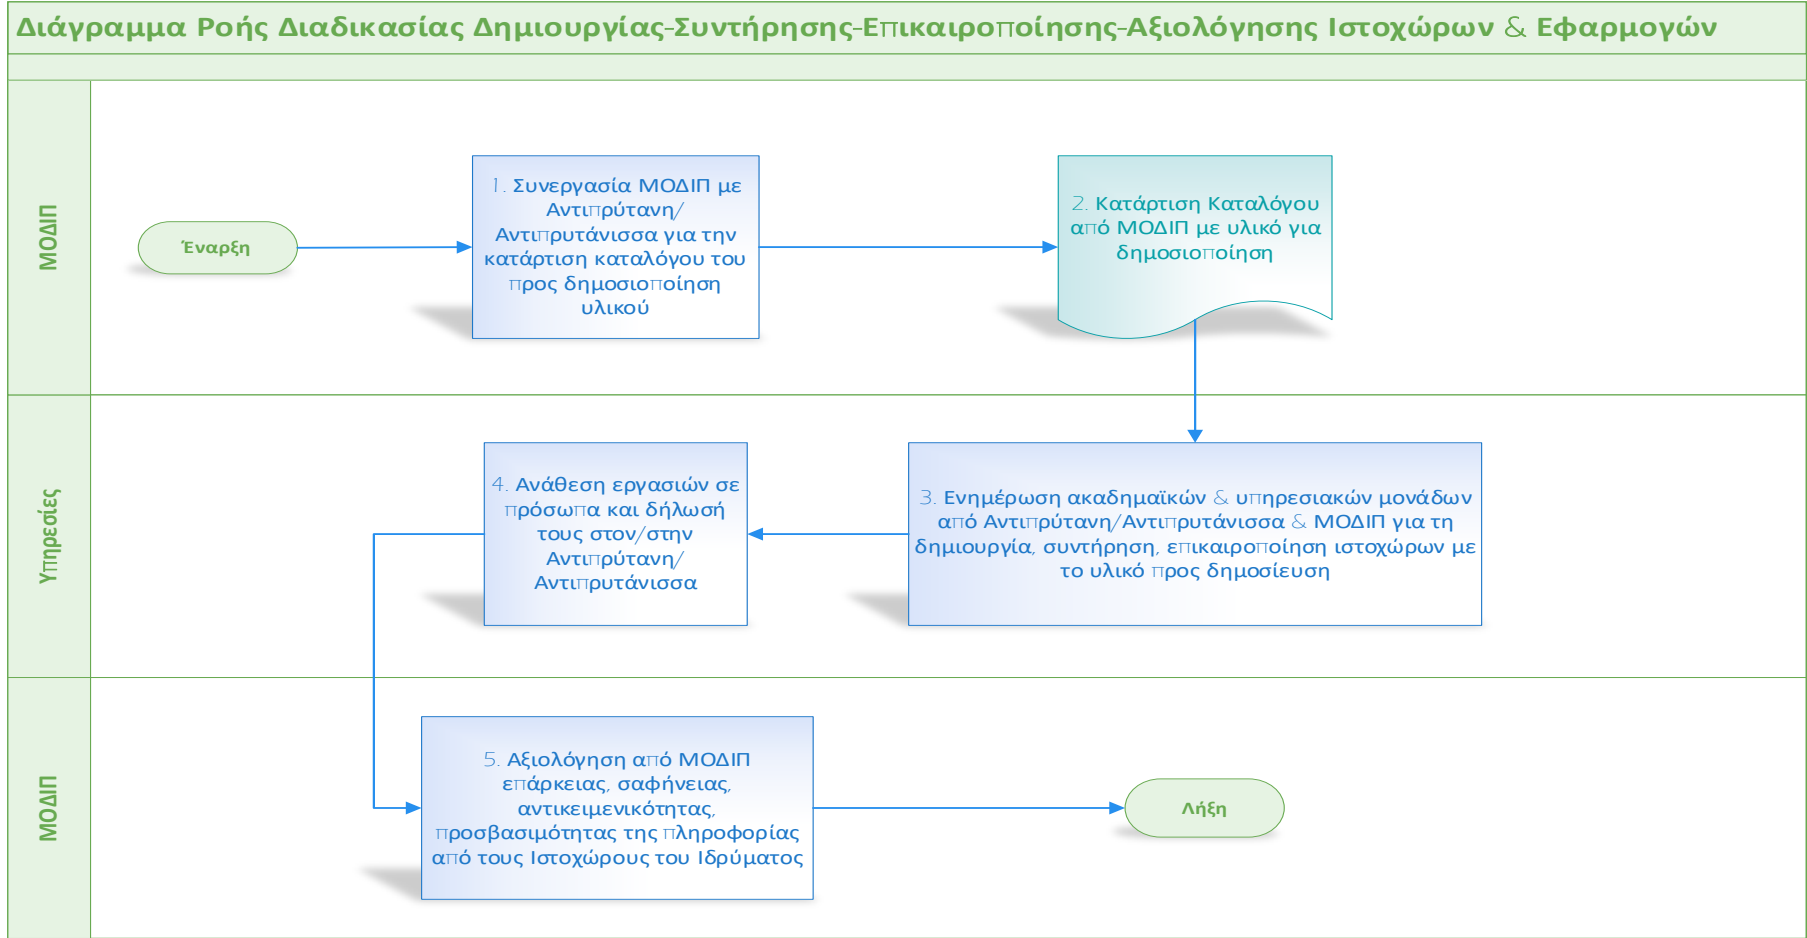 Διάγραμμα Ροής Διαδικασίας Δημιουργίας-Συντήρησης-Επικαιροποίησης-Αξιολόγησης Ιστοχώρων & Εφαρμογών
ΜΟΔΙΠ
Έναρξη
1. Συνεργασία ΜΟΔΙΠ με
Αντιπρύτανη/
Αντιπρυτάνισσα για την
κατάρτιση καταλόγου του
προς δημοσιοποίηση
υλικού
2. Κατάρτιση Καταλόγου
από ΜΟΔΙΠ με υλικό για
δημοσιοποίηση
Υπηρεσίες
3. Ενημέρωση ακαδημαϊκών & υπηρεσιακών μονάδων
από Αντιπρύτανη/Αντιπρυτάνισσα & ΜΟΔΙΠ για τη
δημιουργία, συντήρηση, επικαιροποίηση ιστοχώρων με
το υλικό προς δημοσίευση
4. Ανάθεση εργασιών σε
πρόσωπα και δήλωσή
τους στον/στην
Αντιπρύτανη/
Αντιπρυτάνισσα
ΜΟΔΙΠ
5. Αξιολόγηση από ΜΟΔΙΠ
επάρκειας, σαφήνειας,
αντικειμενικότητας,
προσβασιμότητας της πληροφορίας
από τους Ιστοχώρους του Ιδρύματος
Λήξη